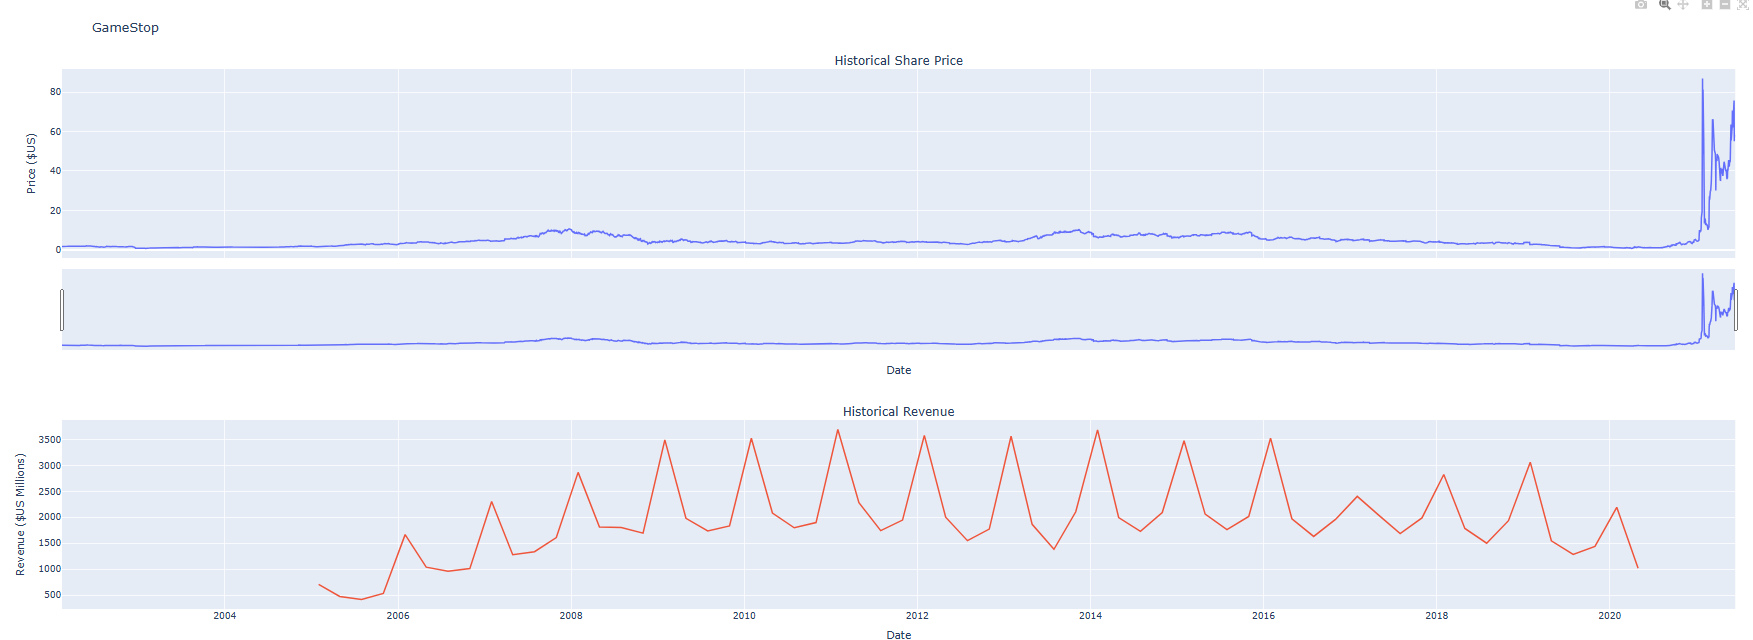 GameStop
Historical Share Price
Price ($US)
80
60
40
20
0
Date
Historical Revenue
Revenue ($US Millions)
3500
3000
2500
2000
1500
1000
500
2004 2006 2008 2010 2012 2014 2016 2018 2020
Date